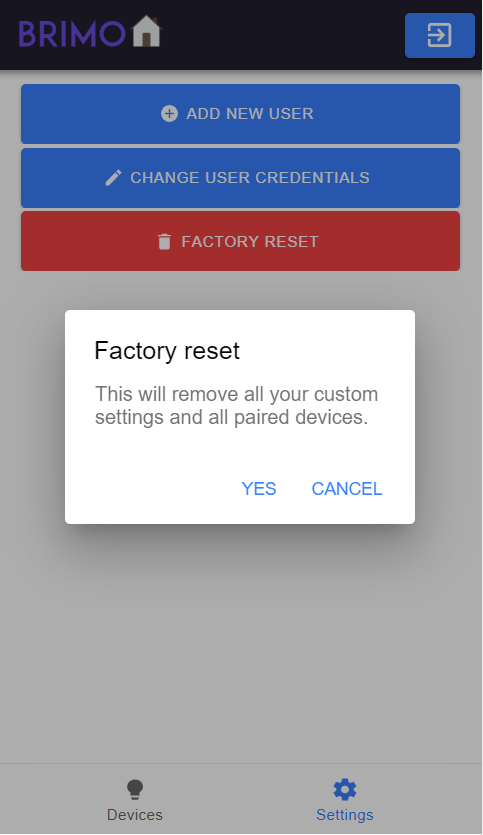 BRIMO
ADD NEW USER
CHANGE USER CREDENTIALS
FACTORY RESET
Factory reset
This will remove all your custom
settings and all paired devices.
YES CANCEL
Devices Settings